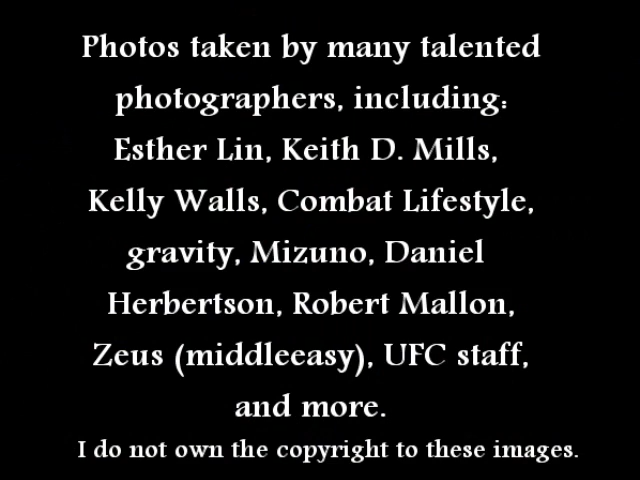 Photos taken by many talented
photographers, including:
Esther Lin, Keith D. Mills,
Kelly Walls, Combat Lifestyle,
gravity, Mizuno, Daniel
Herbertson, Robert Mallon,
Zeus (middleeasy), UFC staff,
and more.
I do not own the copyright to these images.